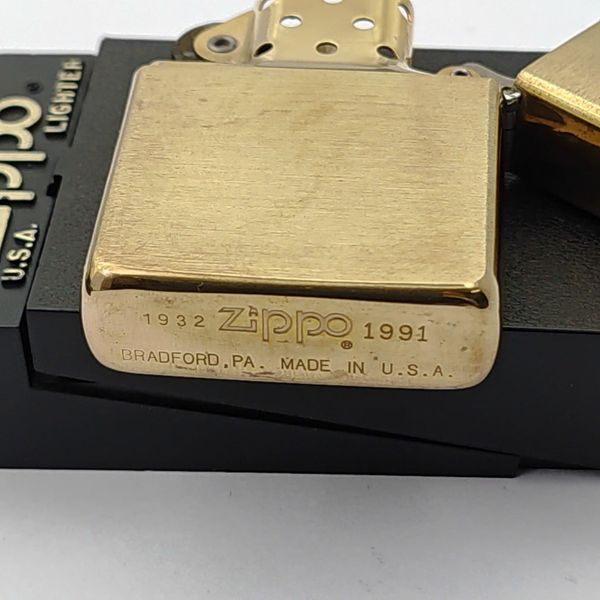 Zippo®
LIGHTER
U.S.A.
1932 Zippo® 1991
BRADFORD, PA. MADE IN U.S.A.